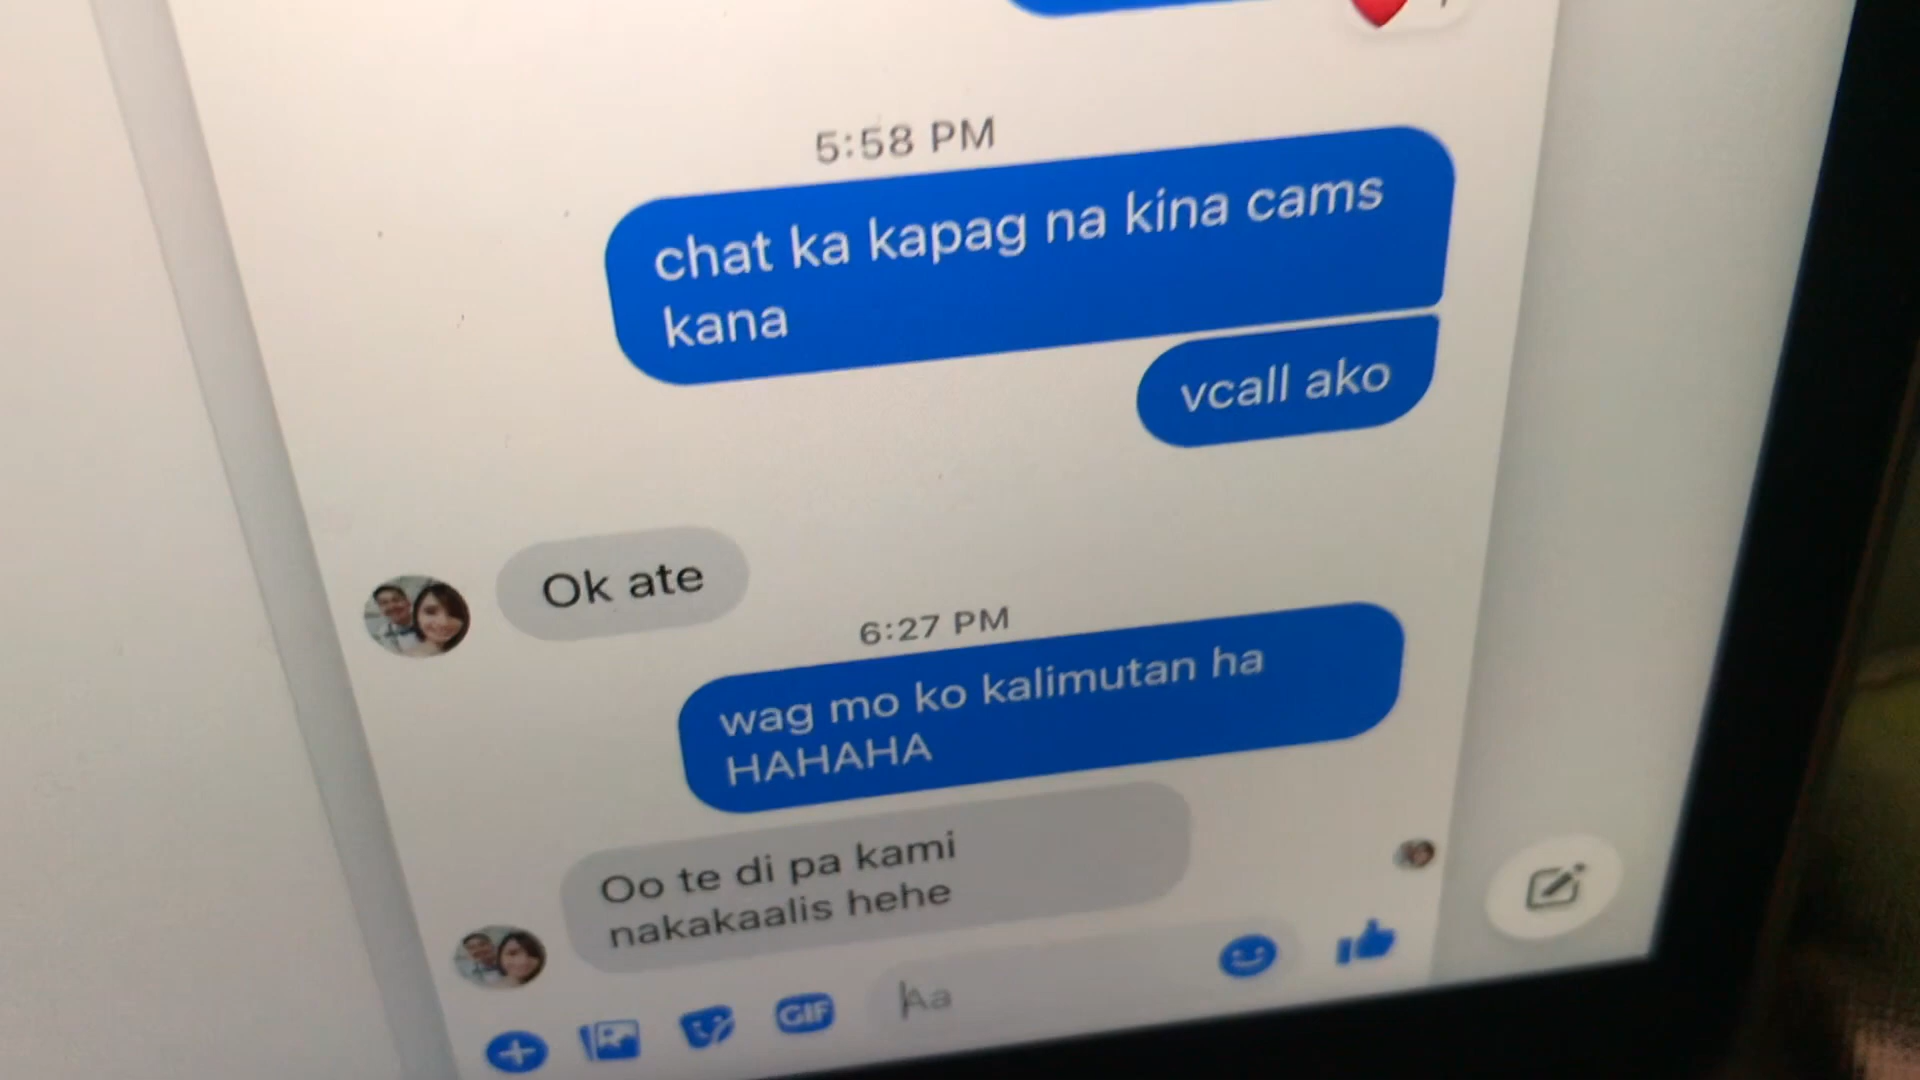 5:58 PM
chat ka kapag na kina cams
kana
vcall ako
Ok ate
6:27 PM
wag mo ko kalimutan ha
HAHAHA
Oo te di pa kami
nakakaalis hehe
GIF
Aa